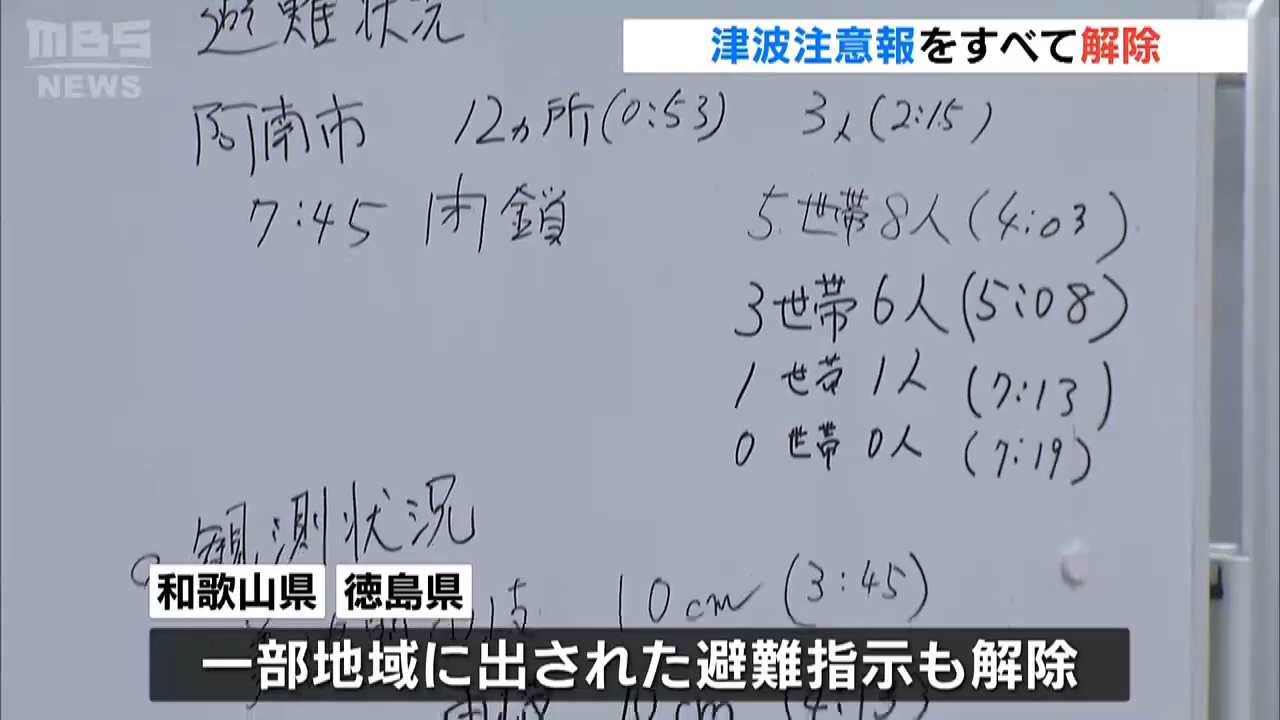 避難状況
MBS
NEWS
津波注意報をすべて解除
阿南市 12ヵ所(0:53) 3人(2:15)
7:45 閉鎖 5世帯8人(4:03)
3世帯6人(5:08)
1世帯1人(7:13)
0世帯0人(7:19)
観測状況
和歌山県 徳島県
10cm (3:45)
一部地域に出された避難指示も解除
10cm (4:13)